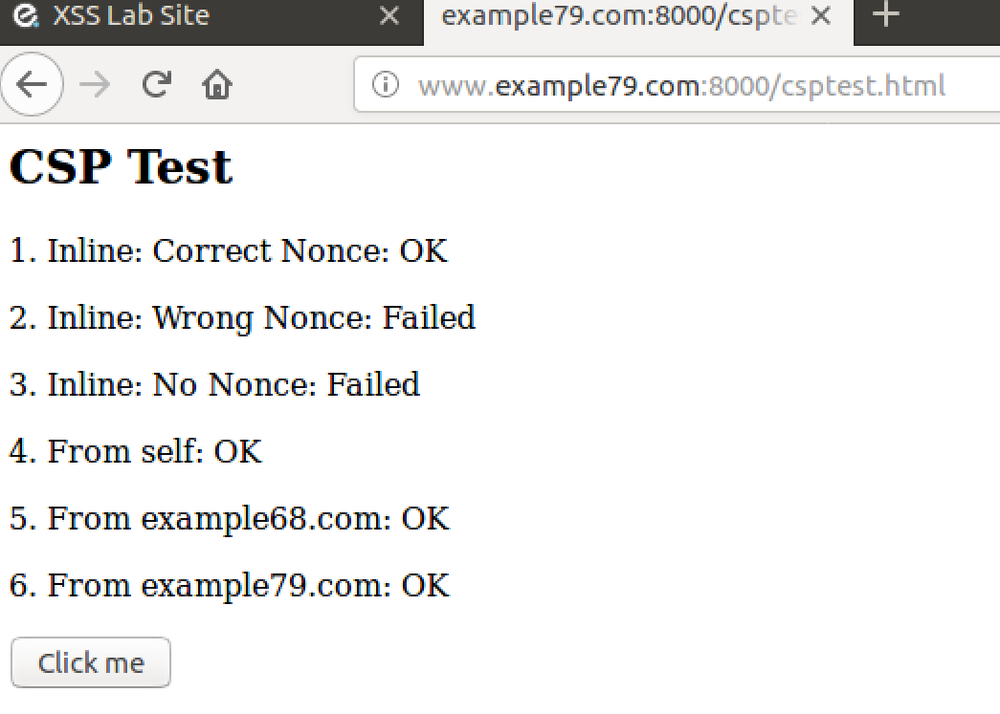 XSS Lab Site
example79.com:8000/cspte
www.example79.com:8000/csptest.html
CSP Test
1. Inline: Correct Nonce: OK
2. Inline: Wrong Nonce: Failed
3. Inline: No Nonce: Failed
4. From self: OK
5. From example68.com: OK
6. From example79.com: OK
Click me